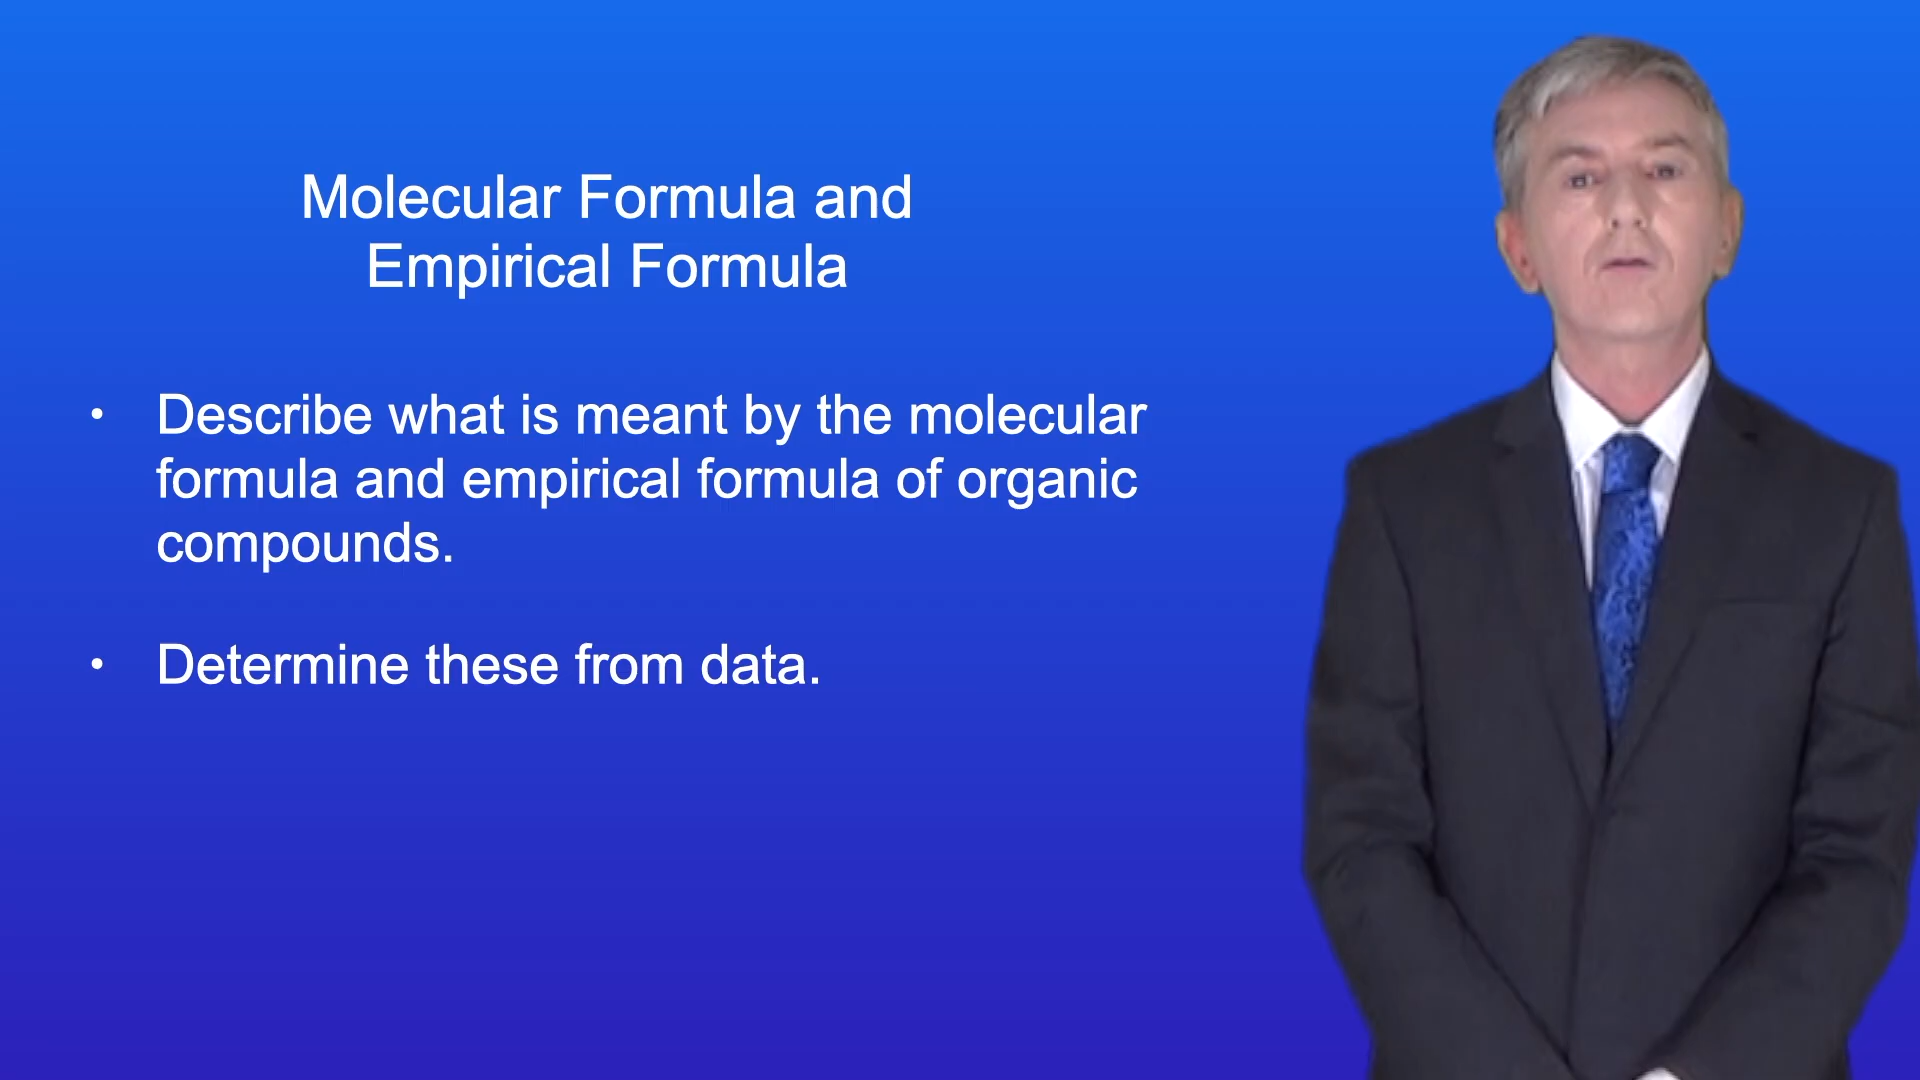 Molecular Formula and
Empirical Formula
• Describe what is meant by the molecular
formula and empirical formula of organic
compounds.
• Determine these from data.